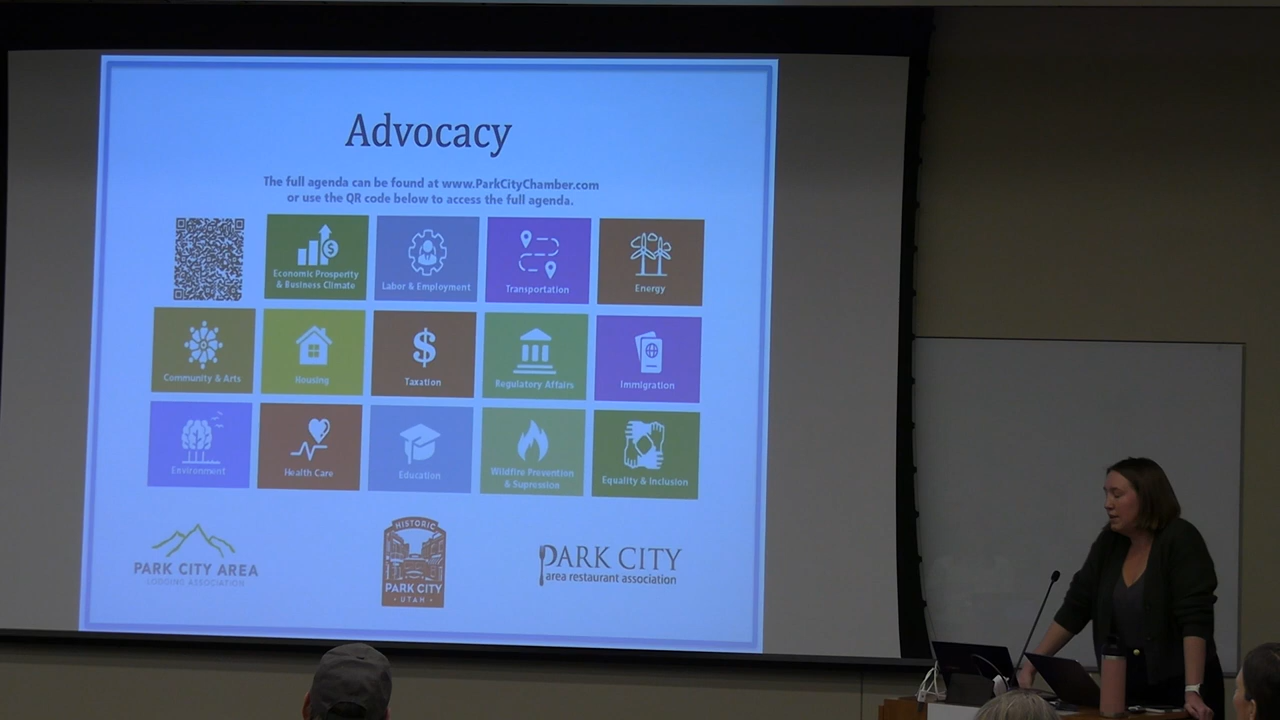 Advocacy
The full agenda can be found at www.ParkCityChamber.com
or use the QR code below to access the full agenda.
Economic Prosperity
& Business Climate
Labor & Employment
Transportation
Energy
Community & Arts
Housing
Taxation
Regulatory Affairs
Immigration
Environment
Health Care
Education
Wildfire Prevention
& Supression
Equality & Inclusion
PARK CITY AREA
LODGING ASSOCIATION
HISTORIC
PARK CITY
• UTAH •
PARK CITY
area restaurant association